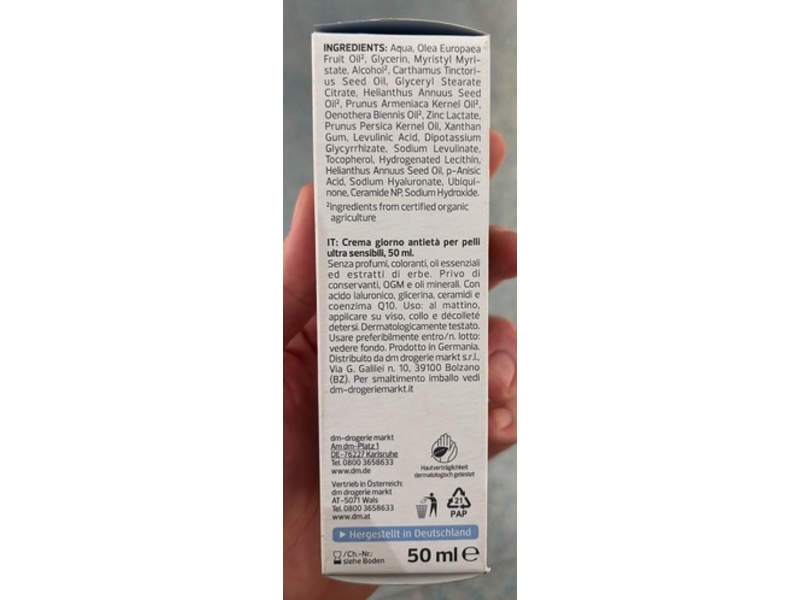 INGREDIENTS: Aqua, Olea Europaea
Fruit Oil², Glycerin, Myristyl Myri-
state, Alcohol², Carthamus Tinctori-
us Seed Oil, Glyceryl Stearate
Citrate, Helianthus Annuus Seed
Oil², Prunus Armeniaca Kernel Oil²,
Oenothera Biennis Oil², Zinc Lactate,
Prunus Persica Kernel Oil, Xanthan
Gum, Levulinic Acid, Dipotassium
Glycyrrhizate, Sodium Levulinate,
Tocopherol, Hydrogenated Lecithin,
Helianthus Annuus Seed Oil, p-Anisic
Acid, Sodium Hyaluronate, Ubiqui-
none, Ceramide NP, Sodium Hydroxide.
²ingredients from certified organic
agriculture
IT: Crema giorno antietà per pelli
ultra sensibili, 50 ml.
Senza profumi, coloranti, oli essenziali
ed estratti di erbe. Privo di
conservanti, OGM e oli minerali. Con
acido ialuronico, glicerina, ceramidi e
coenzima Q10. Uso: al mattino,
applicare su viso, collo e décolleté
detersi. Dermatologicamente testato.
Usare preferibilmente entro/n. lotto:
vedere fondo. Prodotto in Germania.
Distribuito da dm drogerie markt s.r.l.,
Via G. Galilei n. 10, 39100 Bolzano
(BZ). Per smaltimento imballo vedi
dm-drogeriemarkt.it
dm-drogerie markt
Am dm-Platz 1
DE-76227 Karlsruhe
Tel. 0800 3658633
www.dm.de
Hautverträglichkeit
dermatologisch getestet
Vertrieb in Österreich:
dm drogerie markt
AT-5071 Wals
Tel. 0800 3658633
www.dm.at
21
PAP
Hergestellt in Deutschland
/Ch.-Nr.:
siehe Boden
50 ml ℮